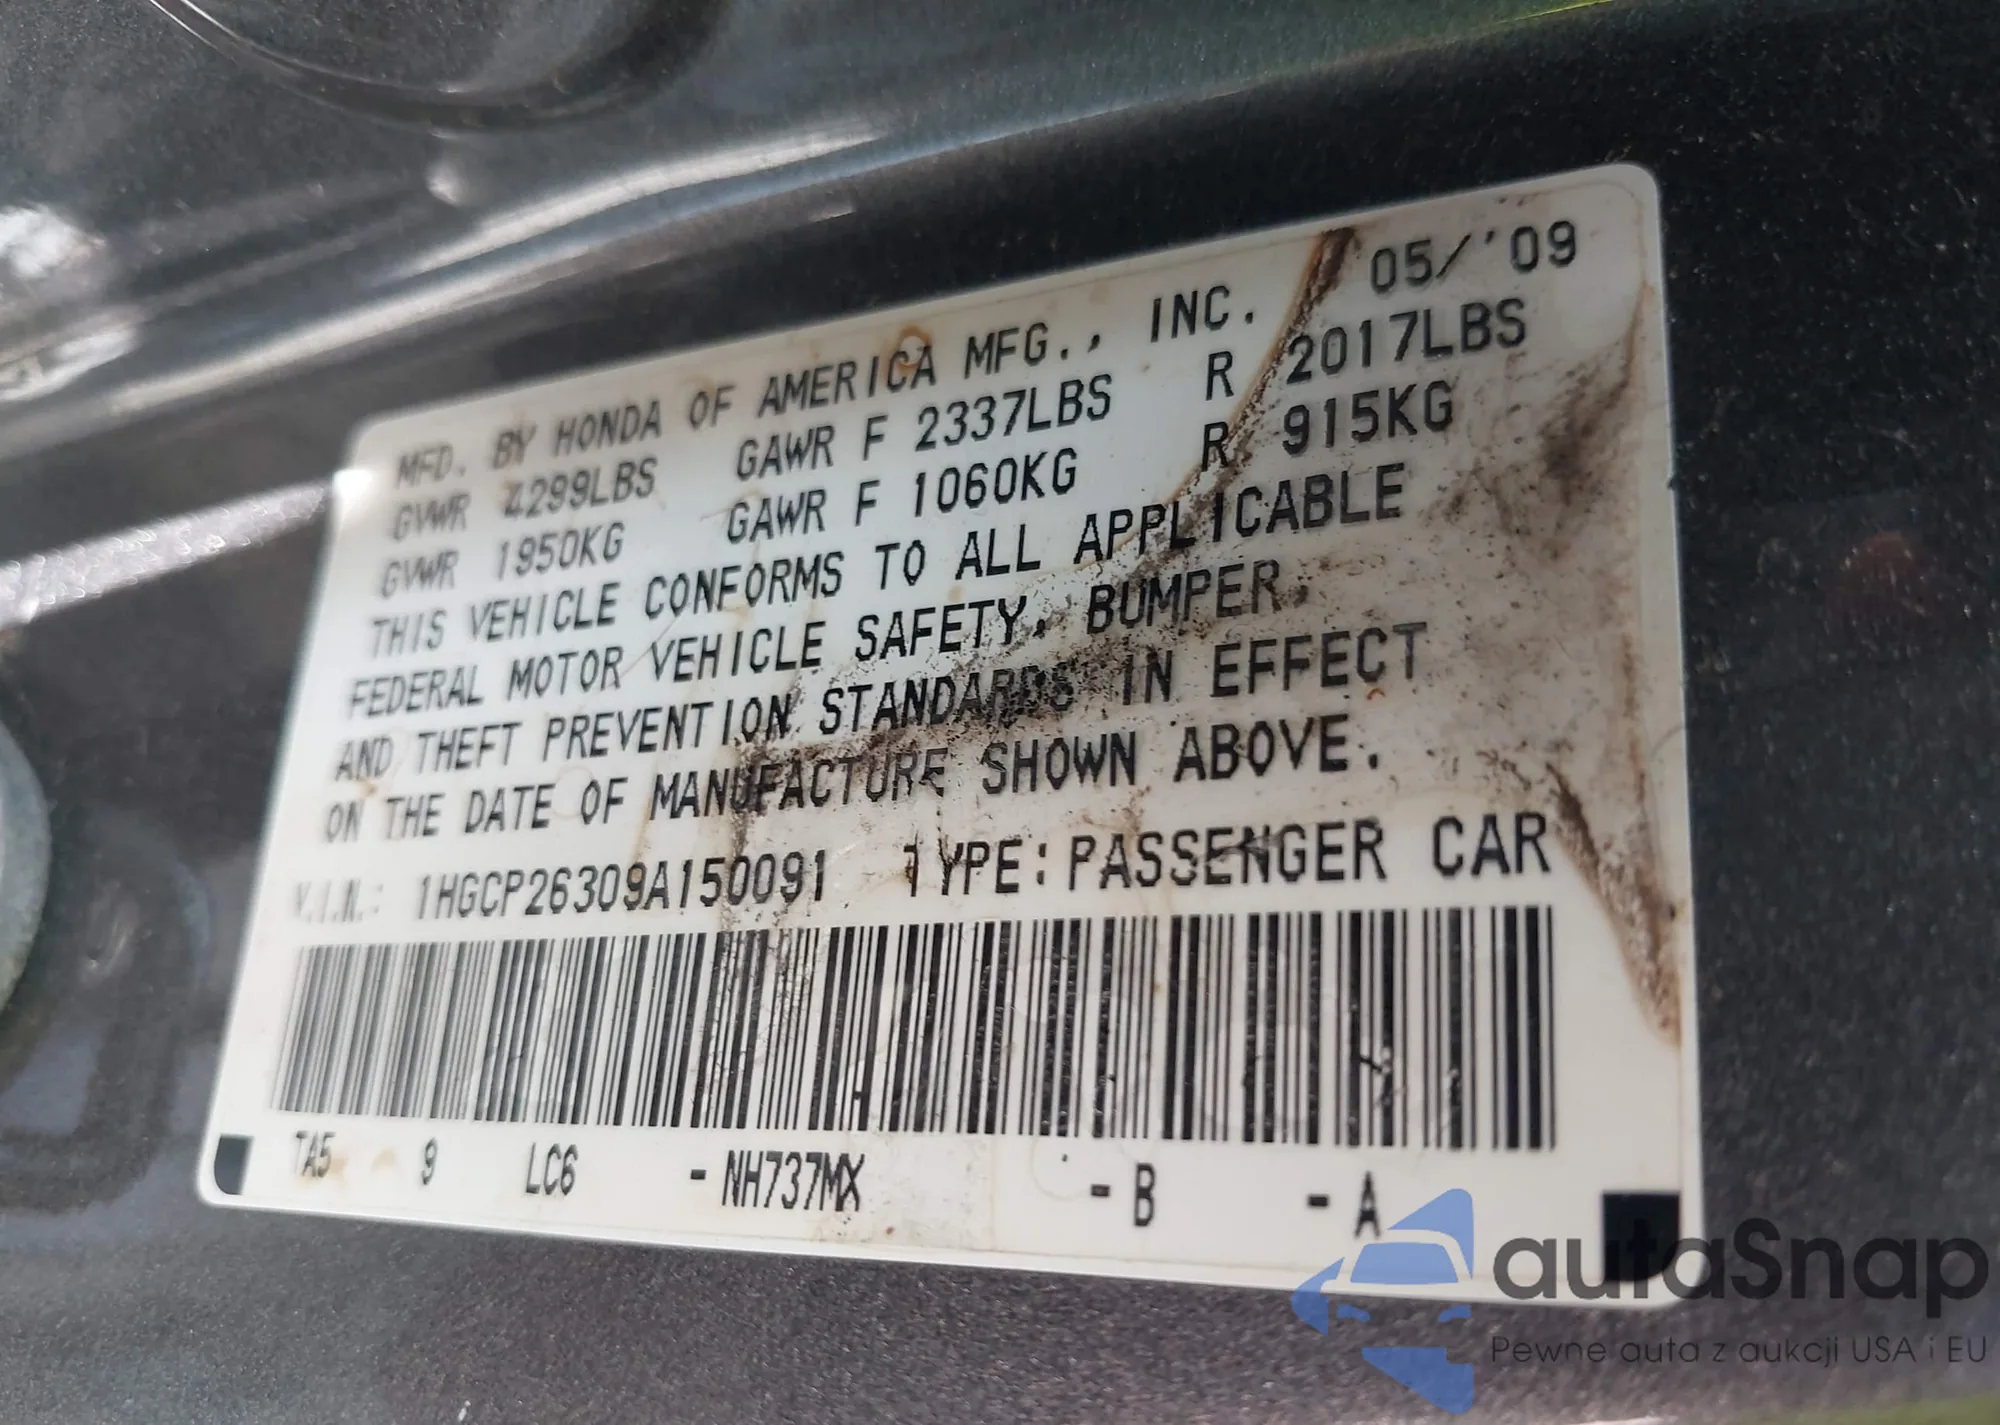 MFD. BY HONDA OF AMERICA MFG., INC. 05/'09
GVWR 4299LBS GAWR F 2337LBS R 2017LBS
GVWR 1950KG GAWR F 1060KG R 915KG
THIS VEHICLE CONFORMS TO ALL APPLICABLE
FEDERAL MOTOR VEHICLE SAFETY, BUMPER,
AND THEFT PREVENTION STANDARDS IN EFFECT
ON THE DATE OF MANUFACTURE SHOWN ABOVE.
V.I.N.: 1HGCP26309A150091 TYPE: PASSENGER CAR
TA5 9 LC6 - NH737MX - B - A
autaSnap
Pewne auta z aukcji USA i EU